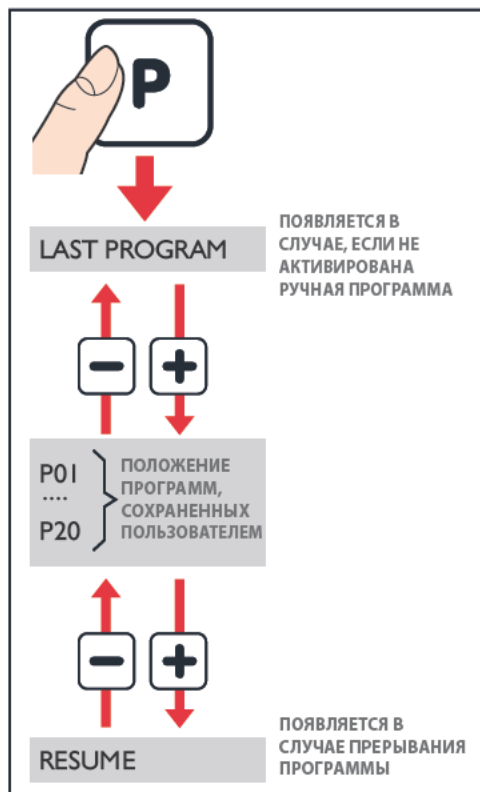 P
LAST PROGRAM
ПОЯВЛЯЕТСЯ В
СЛУЧАЕ, ЕСЛИ НЕ
АКТИВИРОВАНА
РУЧНАЯ ПРОГРАММА
− +
P01
....
P20
ПОЛОЖЕНИЕ
ПРОГРАММ,
СОХРАНЕННЫХ
ПОЛЬЗОВАТЕЛЕМ
− +
RESUME
ПОЯВЛЯЕТСЯ В
СЛУЧАЕ ПРЕРЫВАНИЯ
ПРОГРАММЫ